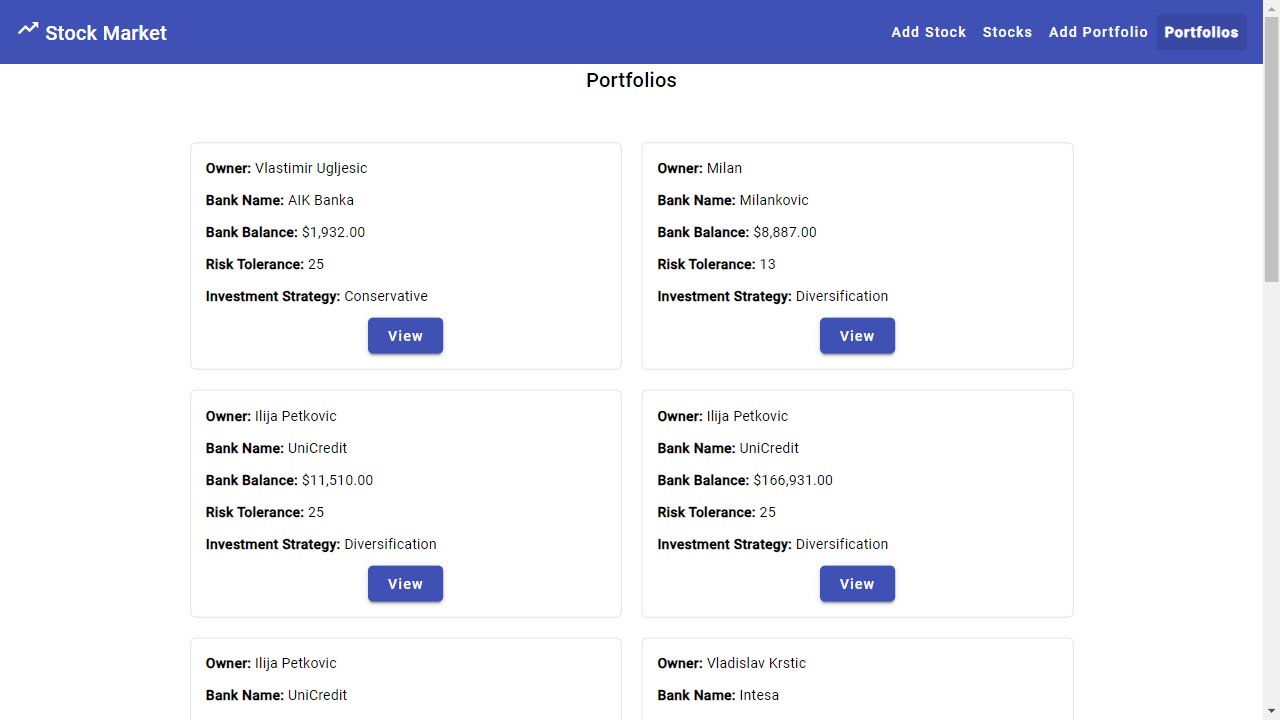 Stock Market
Add Stock
Stocks
Add Portfolio
Portfolios
Portfolios
Owner: Vlastimir Ugljesic
Bank Name: AIK Banka
Bank Balance: $1,932.00
Risk Tolerance: 25
Investment Strategy: Conservative
View
Owner: Milan
Bank Name: Milankovic
Bank Balance: $8,887.00
Risk Tolerance: 13
Investment Strategy: Diversification
View
Owner: Ilija Petkovic
Bank Name: UniCredit
Bank Balance: $11,510.00
Risk Tolerance: 25
Investment Strategy: Diversification
View
Owner: Ilija Petkovic
Bank Name: UniCredit
Bank Balance: $166,931.00
Risk Tolerance: 25
Investment Strategy: Diversification
View
Owner: Ilija Petkovic
Bank Name: UniCredit
Owner: Vladislav Krstic
Bank Name: Intesa